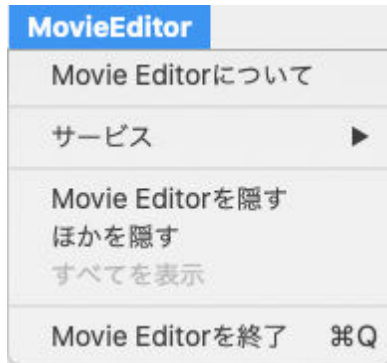 MovieEditor
Movie Editorについて
サービス ▶
Movie Editorを隠す
ほかを隠す
すべてを表示
Movie Editorを終了 ⌘Q